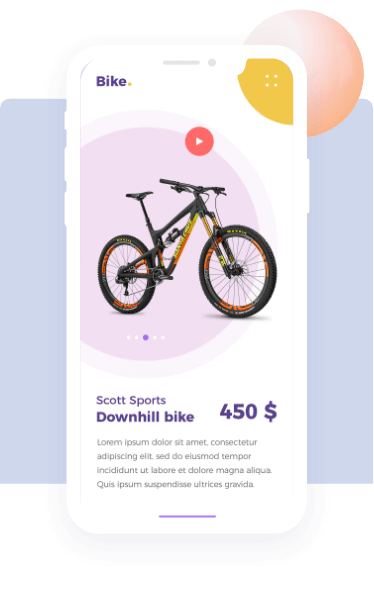 Bike.
Scott Sports
Downhill bike
450 $
Lorem ipsum dolor sit amet, consectetur
adipiscing elit, sed do eiusmod tempor
incididunt ut labore et dolore magna aliqua.
Quis ipsum suspendisse ultrices gravida.